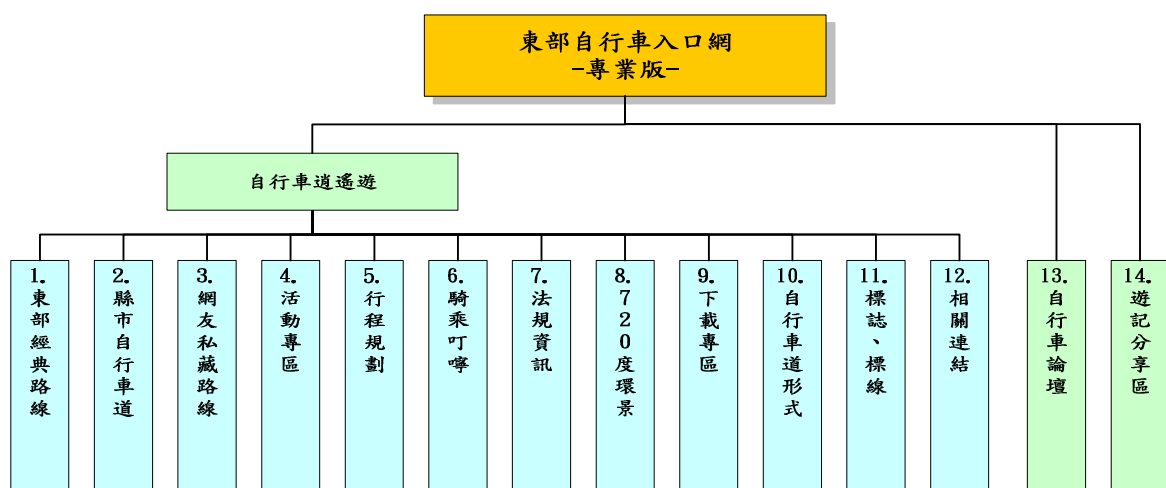 東部自行車入口網
-專業版-
自行車逍遙遊
1.東部經典路線
2.縣市自行車道
3.網友私藏路線
4.活動專區
5.行程規劃
6.騎乘叮嚀
7.法規資訊
8.720度環景
9.下載專區
10.自行車道形式
11.標誌、標線
12.相關連結
13.自行車論壇
14.遊記分享區